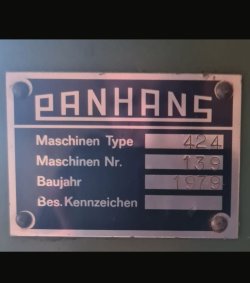 PANHANS
Maschinen Type 424
Maschinen Nr. 139
Baujahr 1979
Bes. Kennzeichen